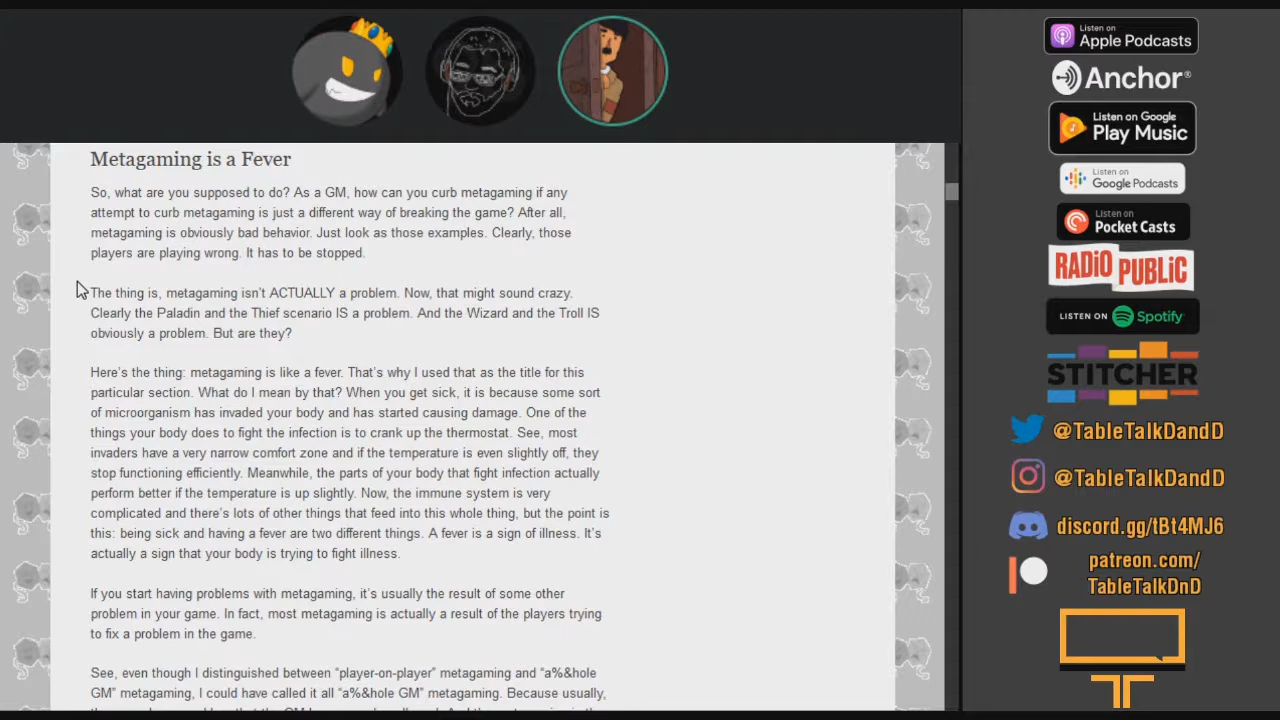 Metagaming is a Fever
So, what are you supposed to do? As a GM, how can you curb metagaming if any
attempt to curb metagaming is just a different way of breaking the game? After all,
metagaming is obviously bad behavior. Just look as those examples. Clearly, those
players are playing wrong. It has to be stopped.
The thing is, metagaming isn't ACTUALLY a problem. Now, that might sound crazy.
Clearly the Paladin and the Thief scenario IS a problem. And the Wizard and the Troll IS
obviously a problem. But are they?
Here's the thing: metagaming is like a fever. That's why I used that as the title for this
particular section. What do I mean by that? When you get sick, it is because some sort
of microorganism has invaded your body and has started causing damage. One of the
things your body does to fight the infection is to crank up the thermostat. See, most
invaders have a very narrow comfort zone and if the temperature is even slightly off, they
stop functioning efficiently. Meanwhile, the parts of your body that fight infection actually
perform better if the temperature is up slightly. Now, the immune system is very
complicated and there's lots of other things that feed into this whole thing, but the point is
this: being sick and having a fever are two different things. A fever is a sign of illness. It's
actually a sign that your body is trying to fight illness.
If you start having problems with metagaming, it's usually the result of some other
problem in your game. In fact, most metagaming is actually a result of the players trying
to fix a problem in the game.
See, even though I distinguished between “player-on-player” metagaming and “a%&hole
GM” metagaming, I could have called it all “a%&hole GM” metagaming. Because usually,
Listen on
Apple Podcasts
Anchor®
Listen on Google
Play Music
Listen on
Google Podcasts
Listen on
Pocket Casts
RADIO PUBLIC
LISTEN ON Spotify
STITCHER
@TableTalkDandD
@TableTalkDandD
discord.gg/tBt4MJ6
patreon.com/
TableTalkDnD